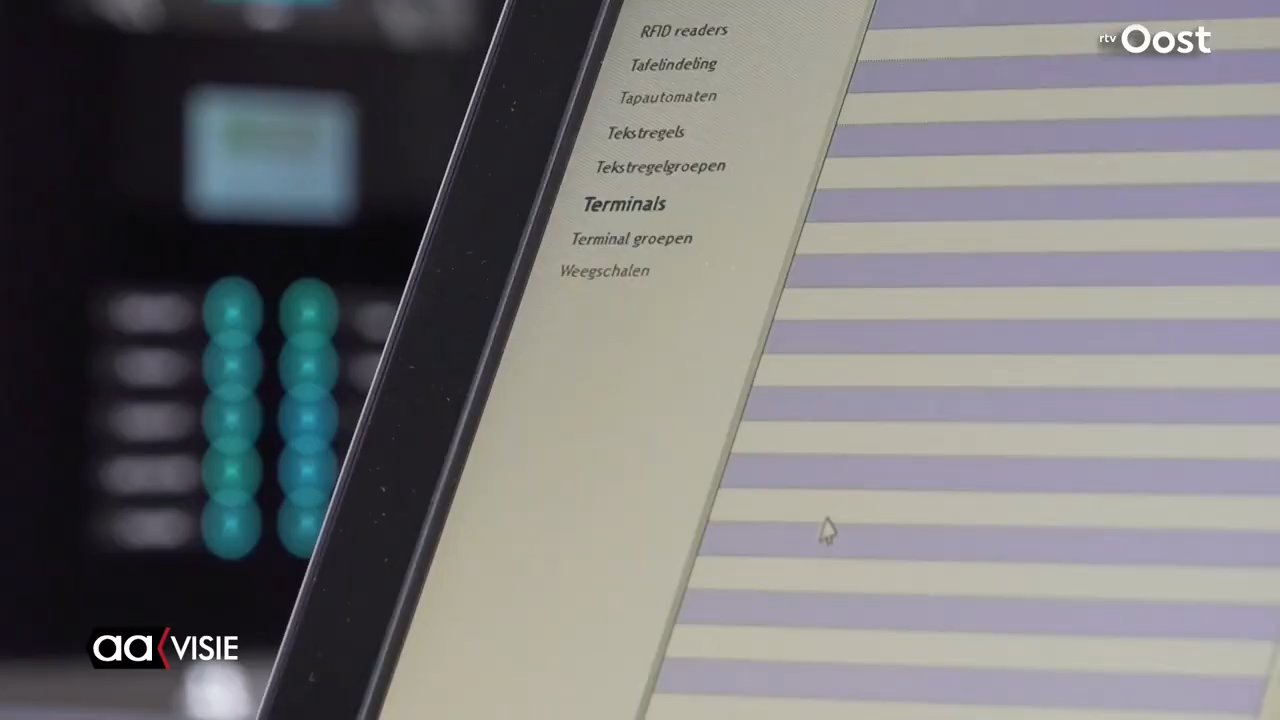 RFID readers
rtv Oost
Tafelindeling
Tapautomaten
Tekstregels
Tekstregelgroepen
Terminals
Terminal groepen
Weegschalen
aa VISIE